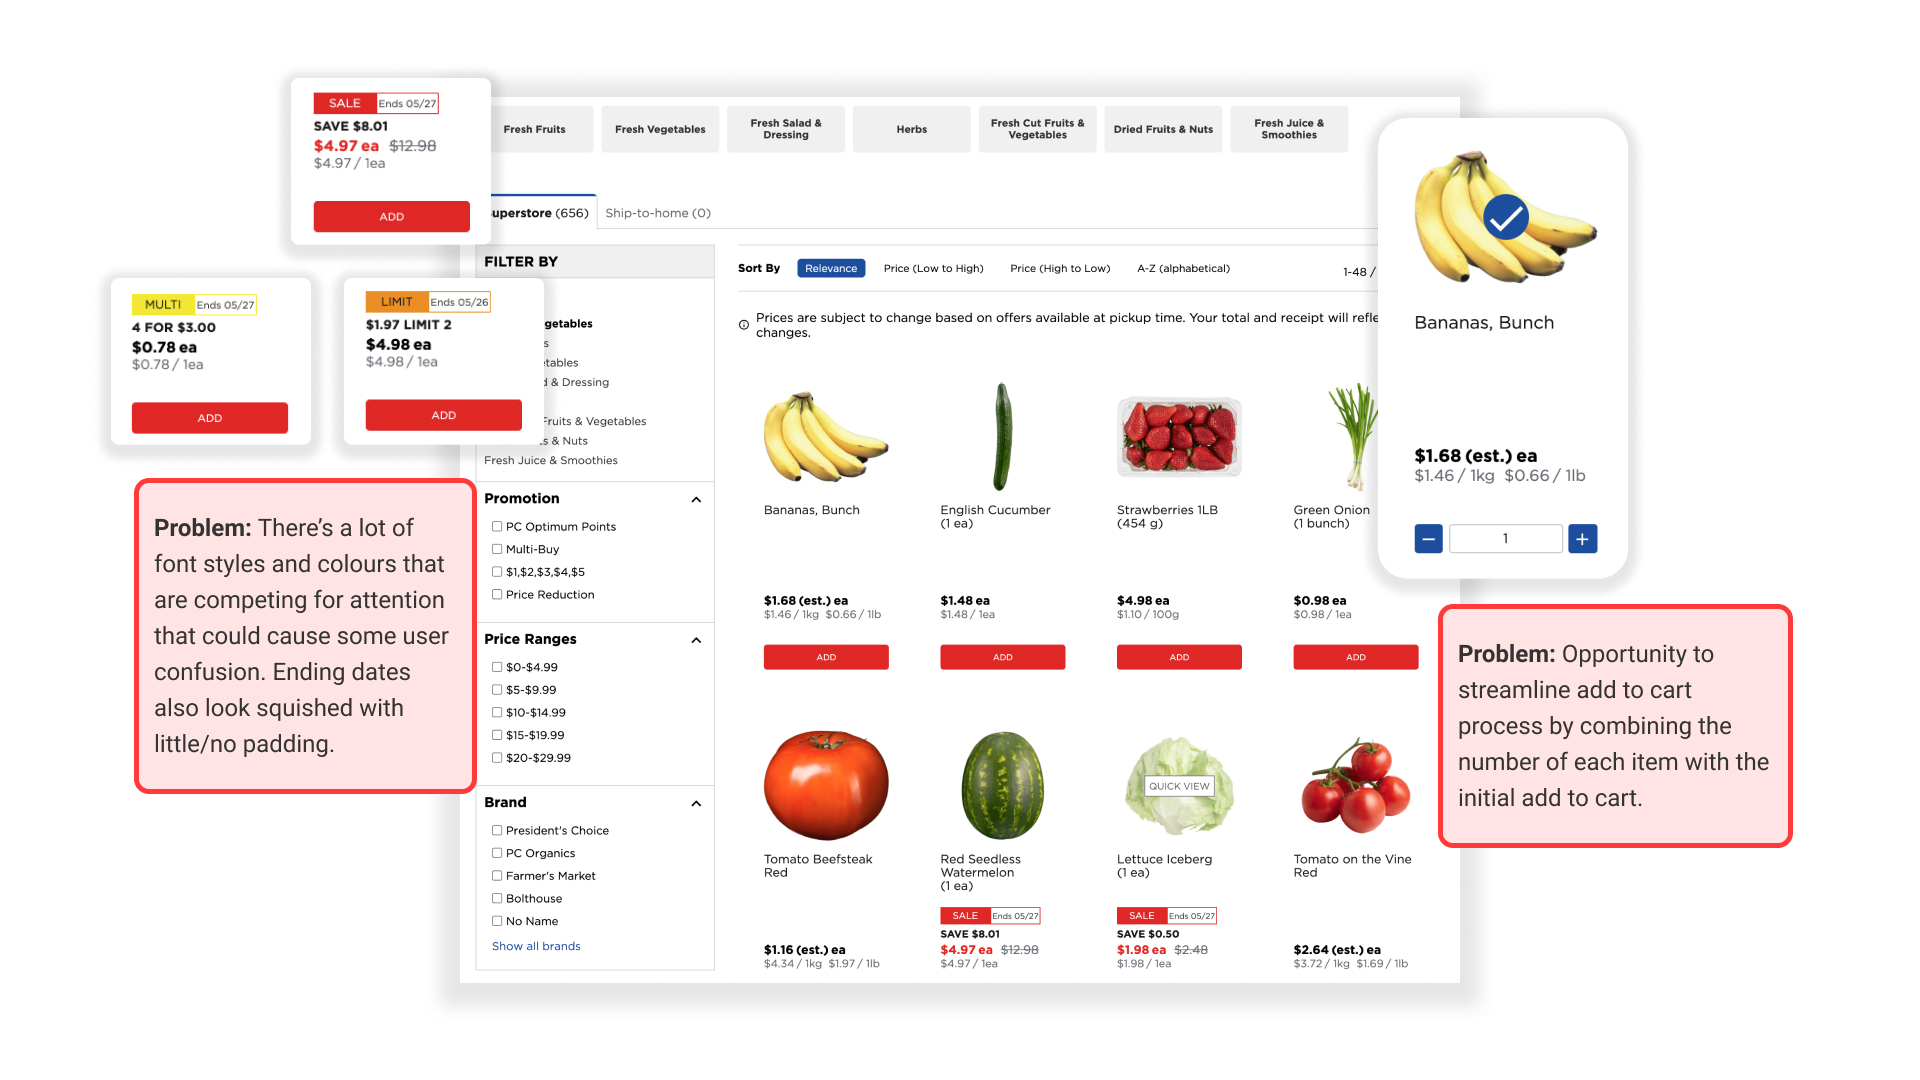 SALE Ends 05/27
SAVE $8.01
$4.97 ea $12.98
$4.97 / 1ea
ADD
MULTI Ends 05/27
4 FOR $3.00
$0.78 ea
$0.78 / 1ea
ADD
LIMIT Ends 05/26
$1.97 LIMIT 2
$4.98 ea
$4.98 / 1ea
ADD
Problem: There’s a lot of
font styles and colours that
are competing for attention
that could cause some user
confusion. Ending dates
also look squished with
little/no padding.
Fresh Fruits
Fresh Vegetables
Fresh Salad &
Dressing
Herbs
Fresh Cut Fruits &
Vegetables
Dried Fruits & Nuts
Fresh Juice &
Smoothies
uperstore (656)
Ship-to-home (0)
FILTER BY
getables
s
etables
d & Dressing
Fruits & Vegetables
ts & Nuts
Fresh Juice & Smoothies
Promotion
PC Optimum Points
Multi-Buy
$1,$2,$3,$4,$5
Price Reduction
Price Ranges
$0-$4.99
$5-$9.99
$10-$14.99
$15-$19.99
$20-$29.99
Brand
President's Choice
PC Organics
Farmer's Market
Bolthouse
No Name
Show all brands
Sort By Relevance Price (Low to High) Price (High to Low) A-Z (alphabetical) 1-48 /
Prices are subject to change based on offers available at pickup time. Your total and receipt will refle
changes.
Bananas, Bunch
$1.68 (est.) ea
$1.46 / 1kg $0.66 / 1lb
ADD
English Cucumber
(1 ea)
$1.48 ea
$1.48 / 1ea
ADD
Strawberries 1LB
(454 g)
$4.98 ea
$1.10 / 100g
ADD
Green Onion
(1 bunch)
$0.98 ea
$0.98 / 1ea
ADD
Tomato Beefsteak
Red
$1.16 (est.) ea
$4.34 / 1kg $1.97 / 1lb
Red Seedless
Watermelon
(1 ea)
SALE Ends 05/27
SAVE $8.01
$4.97 ea $12.98
$4.97 / 1ea
QUICK VIEW
Lettuce Iceberg
(1 ea)
SALE Ends 05/27
SAVE $0.50
$1.98 ea $2.48
$1.98 / 1ea
Tomato on the Vine
Red
$2.64 (est.) ea
$3.72 / 1kg $1.69 / 1lb
Bananas, Bunch
$1.68 (est.) ea
$1.46 / 1kg $0.66 / 1lb
− 1 +
Problem: Opportunity to
streamline add to cart
process by combining the
number of each item with the
initial add to cart.